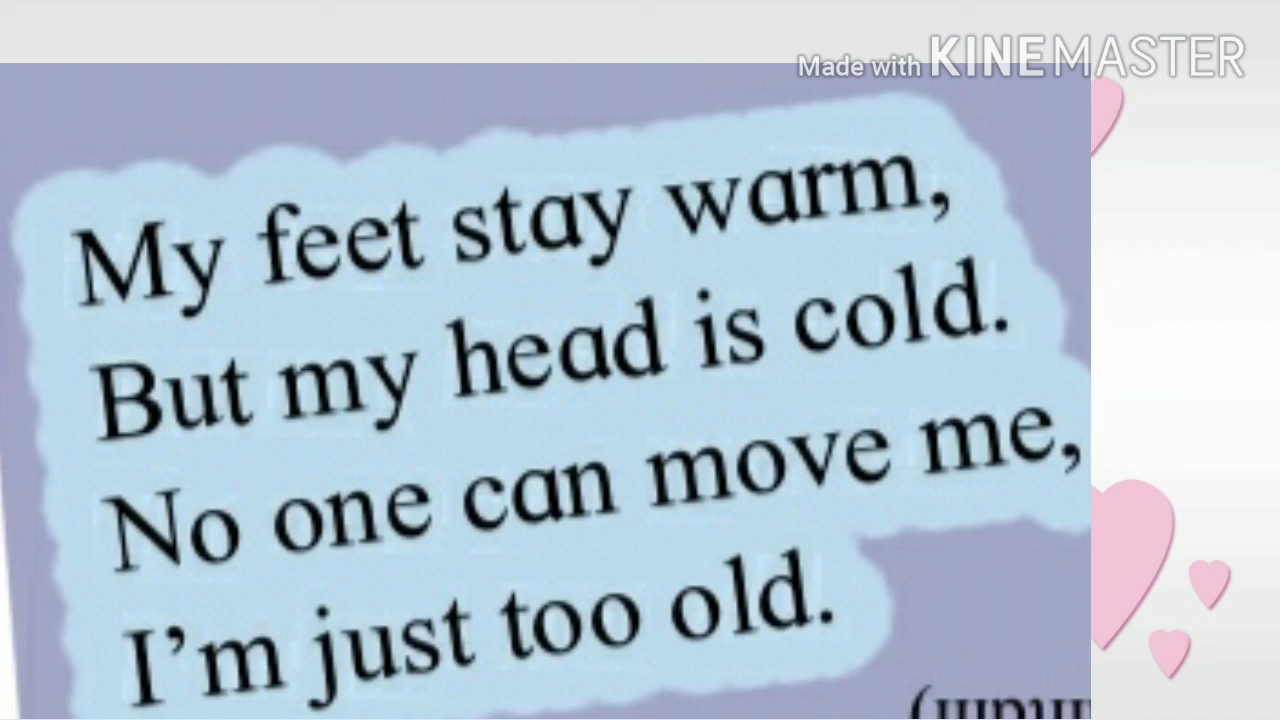 Made with KINEMASTER
My feet stay warm,
But my head is cold.
No one can move me,
I'm just too old.